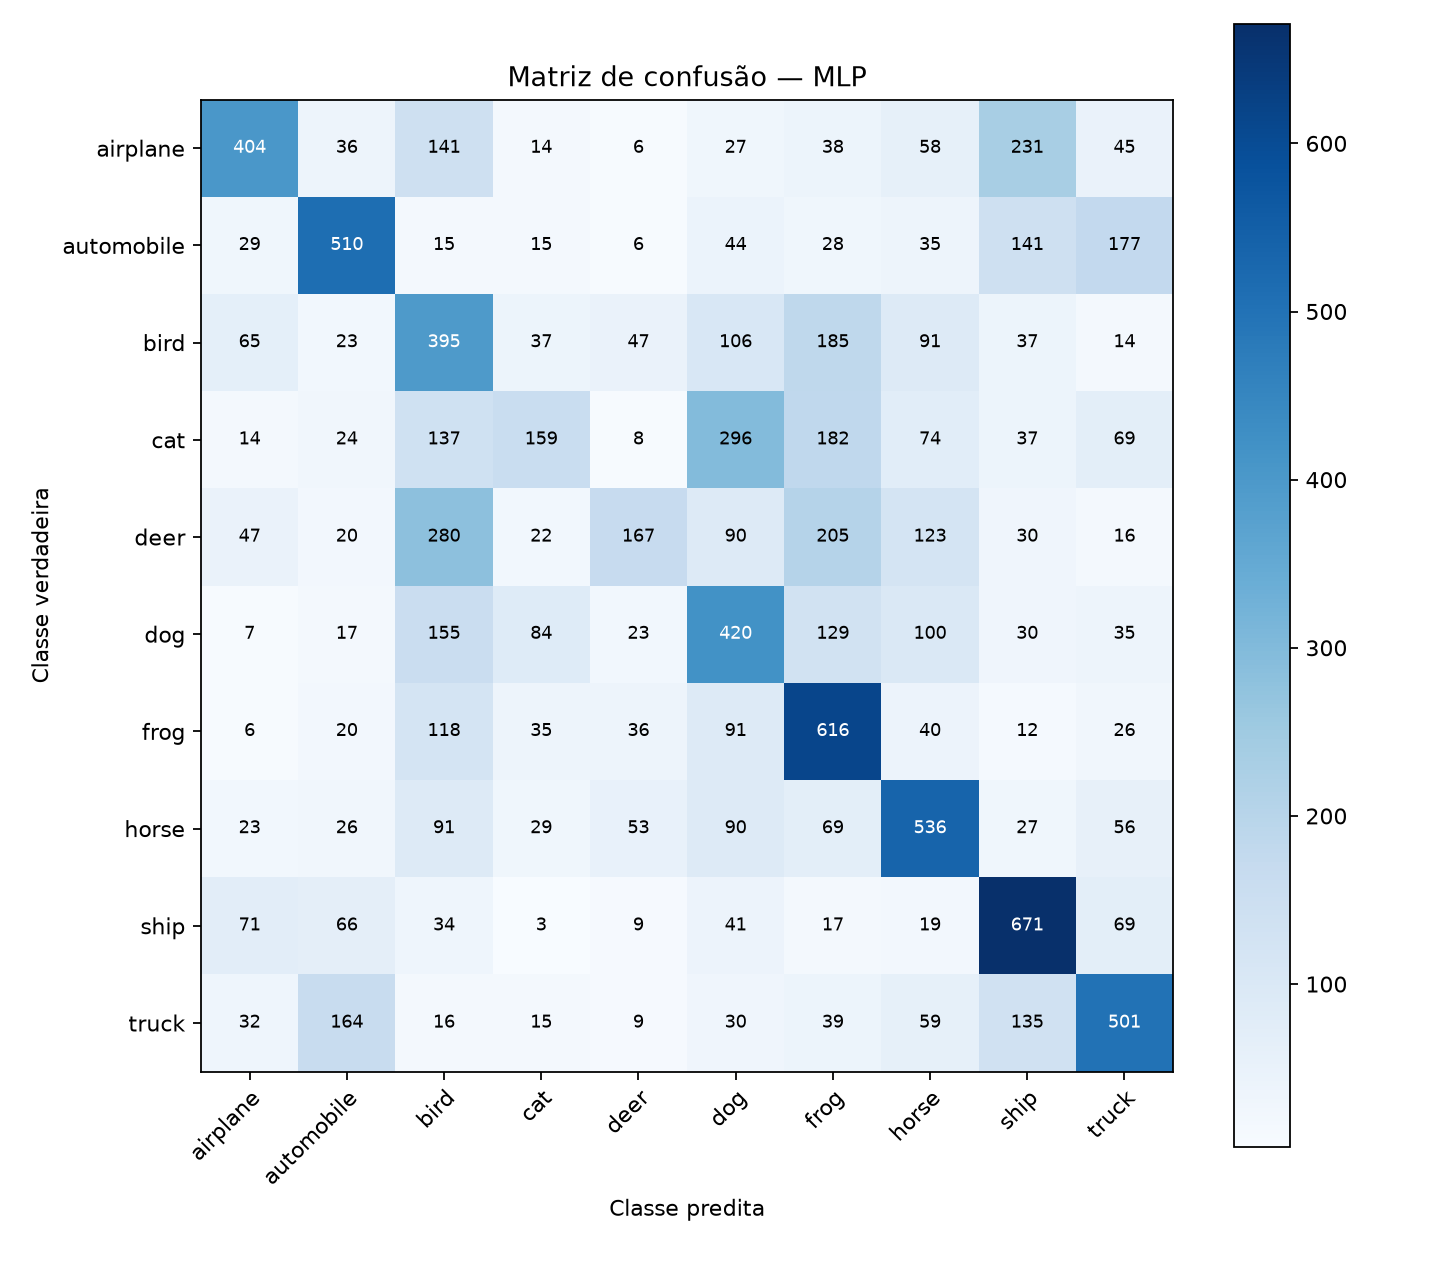 Matriz de confusão — MLP
airplane 404 36 141 14 6 27 38 58 231 45
automobile 29 510 15 15 6 44 28 35 141 177
bird 65 23 395 37 47 106 185 91 37 14
cat 14 24 137 159 8 296 182 74 37 69
deer 47 20 280 22 167 90 205 123 30 16
dog 7 17 155 84 23 420 129 100 30 35
frog 6 20 118 35 36 91 616 40 12 26
horse 23 26 91 29 53 90 69 536 27 56
ship 71 66 34 3 9 41 17 19 671 69
truck 32 164 16 15 9 30 39 59 135 501
airplane automobile bird cat deer dog frog horse ship truck
Classe predita
Classe verdadeira
600
500
400
300
200
100